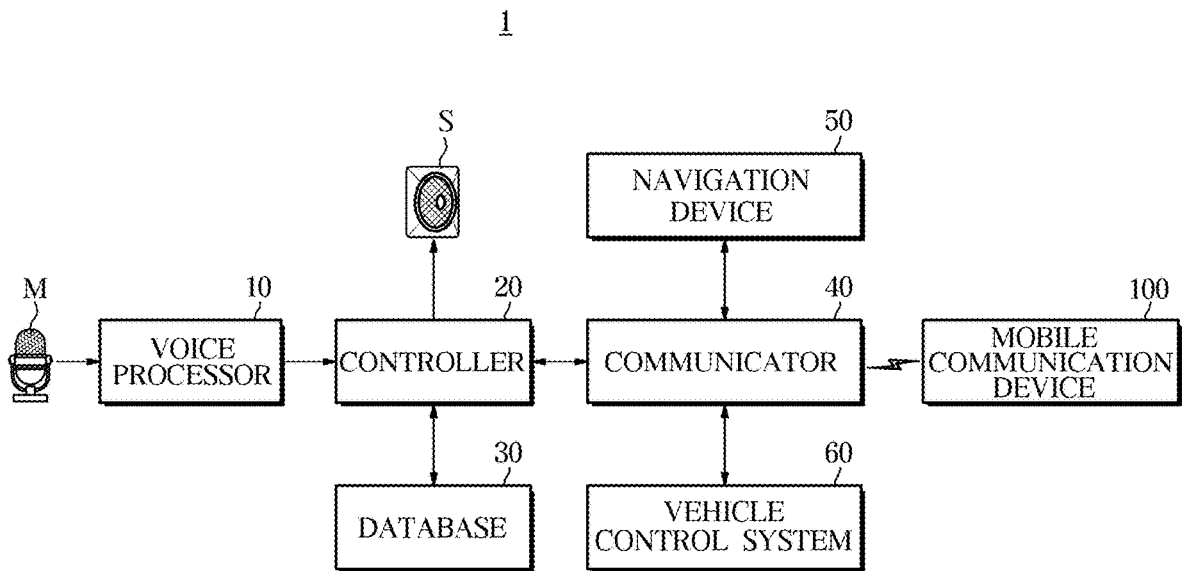 1
S
50
NAVIGATION
DEVICE
M
10
VOICE
PROCESSOR
20
CONTROLLER
40
COMMUNICATOR
100
MOBILE
COMMUNICATION
DEVICE
30
DATABASE
60
VEHICLE
CONTROL SYSTEM